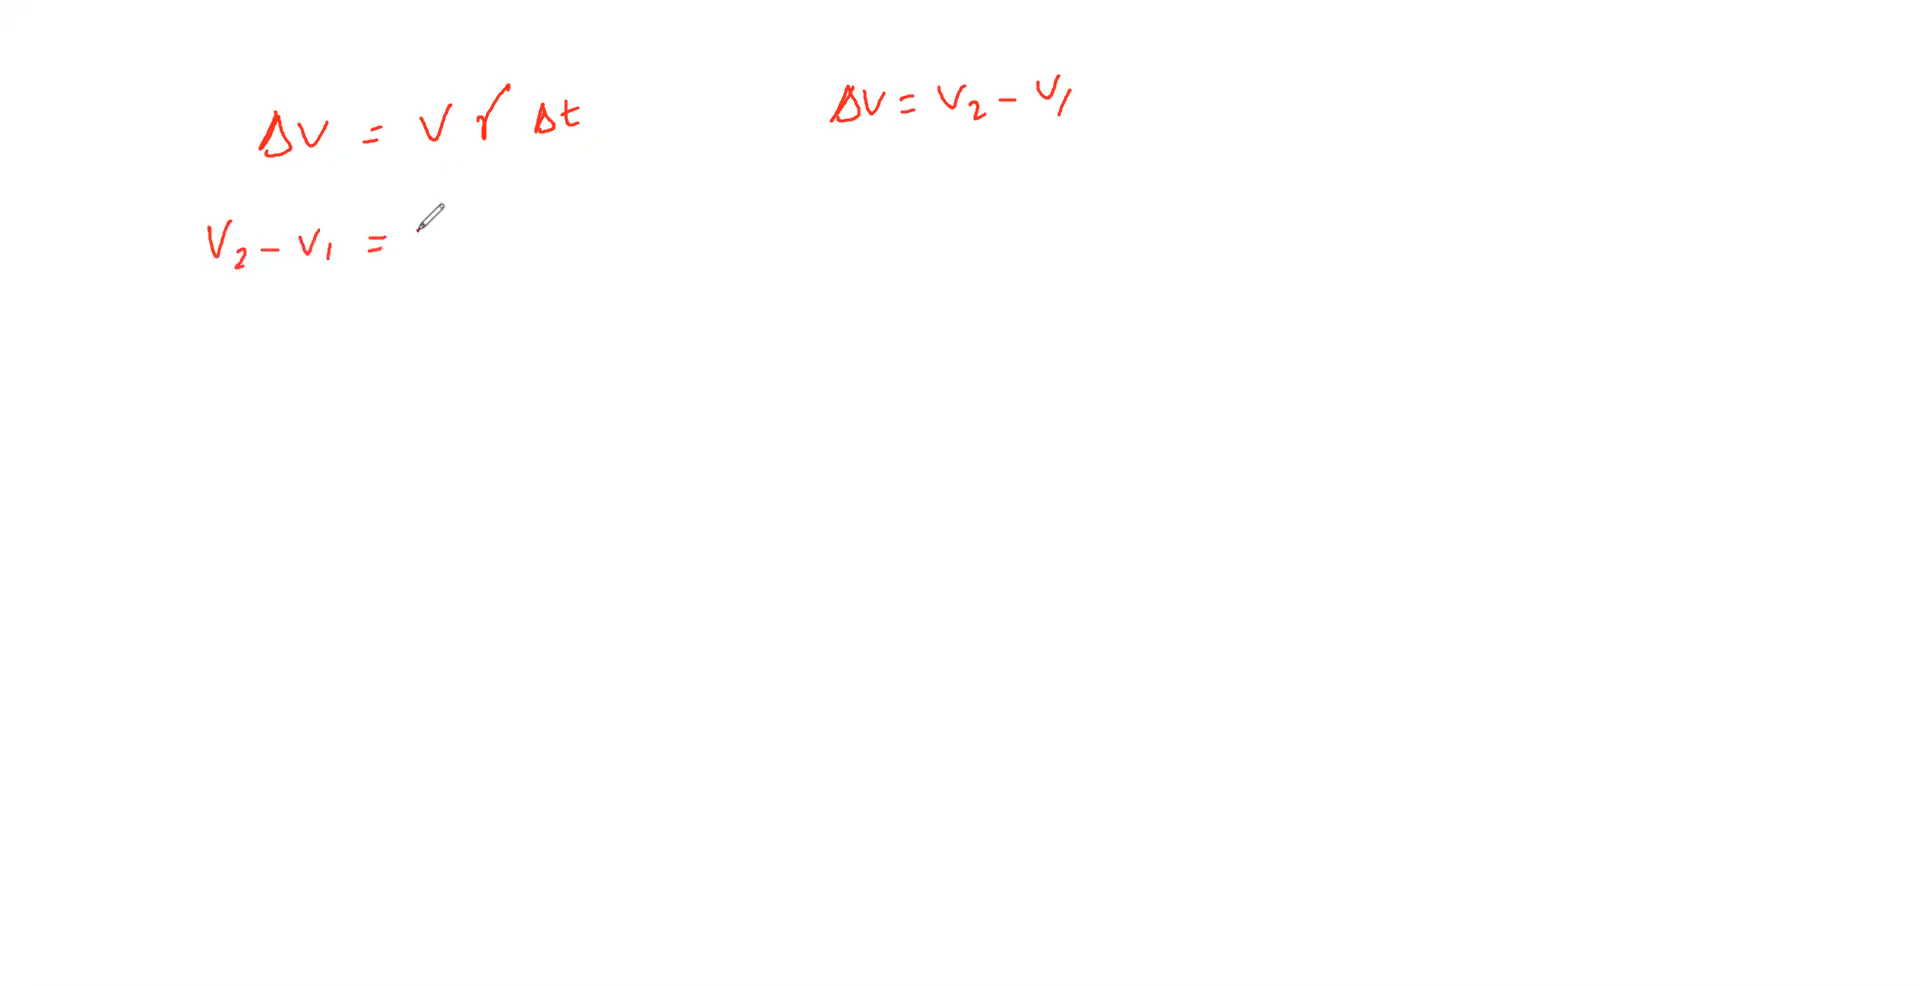 ΔV = V γ Δt
ΔV = V₂ - V₁
V₂ - V₁ =